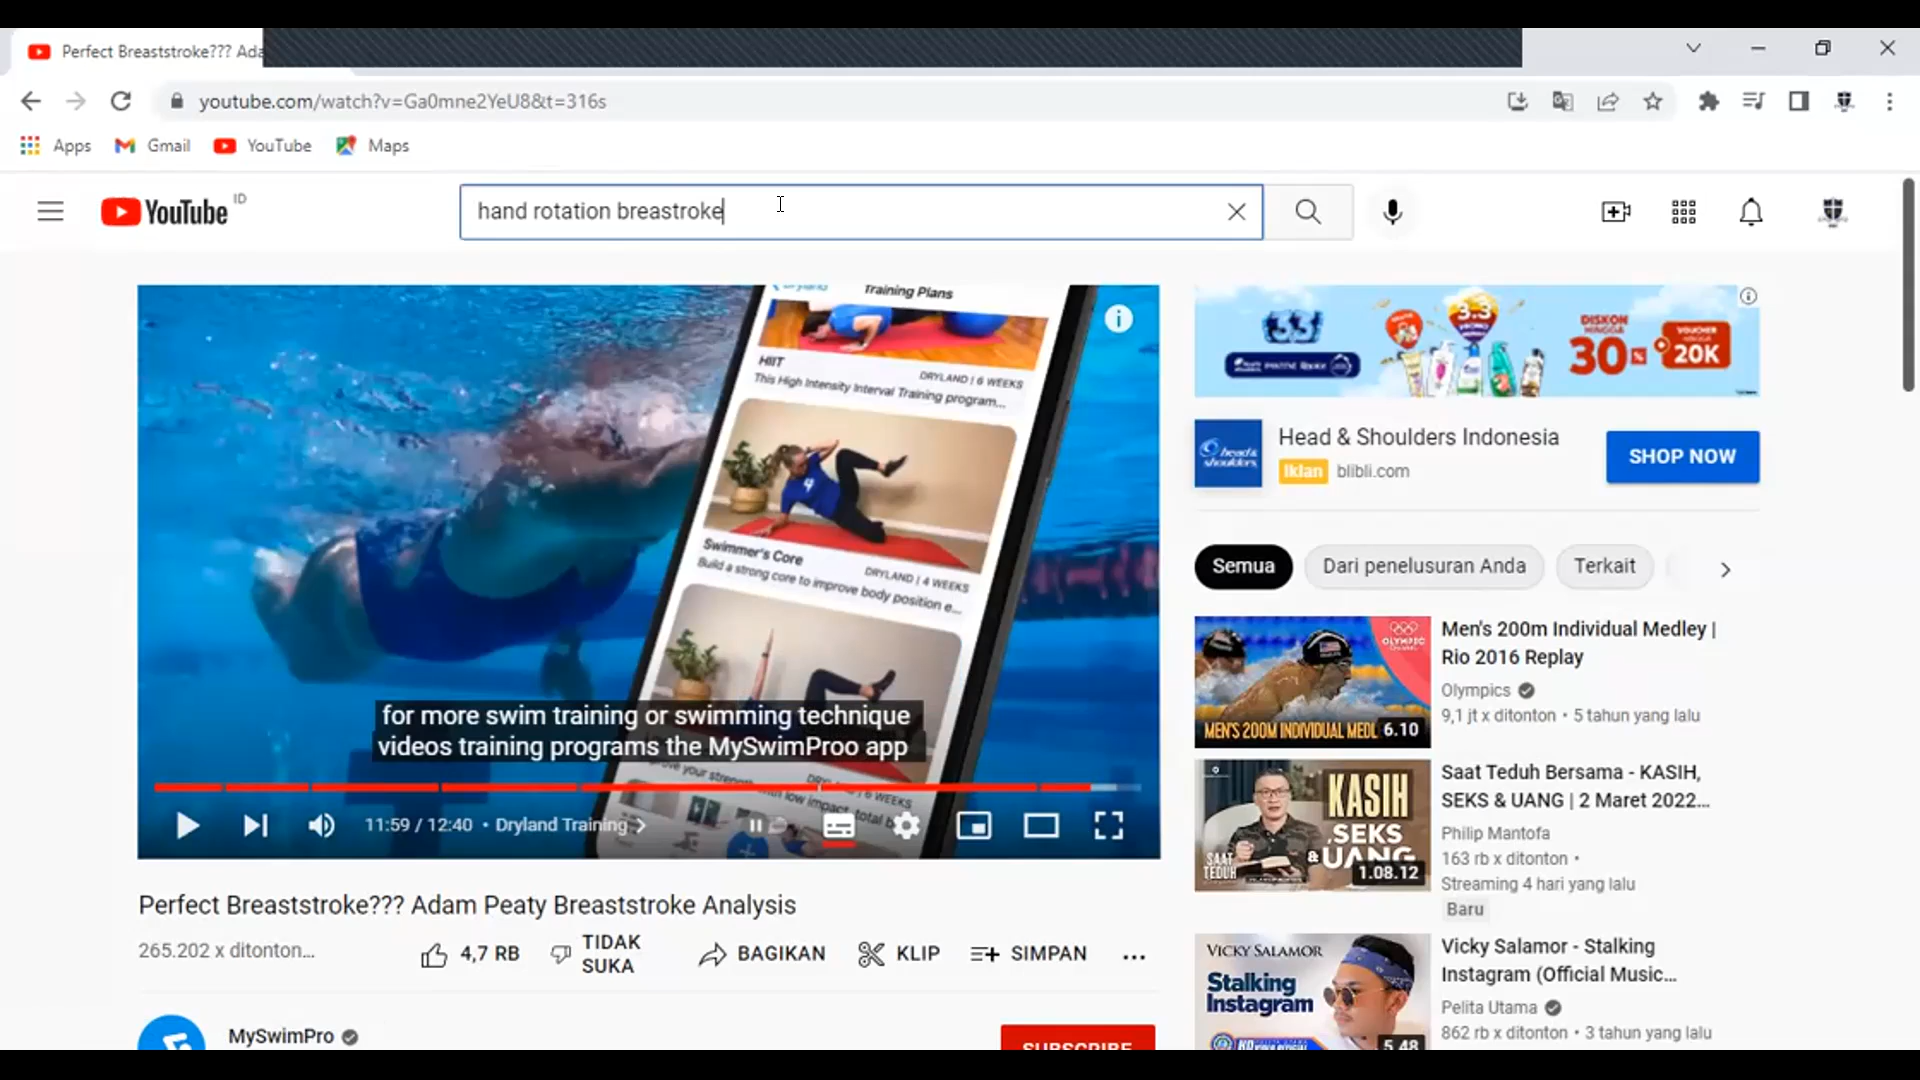 Perfect Breaststroke??? Ada
youtube.com/watch?v=Ga0mne2YeU8&t=316s
Apps
Gmail
YouTube
Maps
YouTube ID
hand rotation breastroke
Training Plans
HIIT
DRYLAND | 6 WEEKS
This High Intensity Interval Training program...
Swimmer's Core
DRYLAND | 4 WEEKS
Build a strong core to improve body position e...
for more swim training or swimming technique
videos training programs the MySwimProo app
11:59 / 12:40 • Dryland Training
Perfect Breaststroke??? Adam Peaty Breaststroke Analysis
265.202 x ditonton...
4,7 RB
TIDAK
SUKA
BAGIKAN
KLIP
SIMPAN
MySwimPro
SUBSCRIBE
3.3
DISKON
HINGGA
30%
VOUCHER
20K
head &
shoulders
Head & Shoulders Indonesia
Iklan blibli.com
SHOP NOW
Semua
Dari penelusuran Anda
Terkait
OLYMPIC
MEN'S 200M INDIVIDUAL MEDL
6.10
Men's 200m Individual Medley |
Rio 2016 Replay
Olympics
9,1 jt x ditonton • 5 tahun yang lalu
KASIH
,SEKS
& UANG
SAAT
TEDUH
1.08.12
Saat Teduh Bersama - KASIH,
SEKS & UANG | 2 Maret 2022...
Philip Mantofa
163 rb x ditonton •
Streaming 4 hari yang lalu
Baru
VICKY SALAMOR
Stalking
Instagram
5.48
Vicky Salamor - Stalking
Instagram (Official Music...
Pelita Utama
862 rb x ditonton • 3 tahun yang lalu